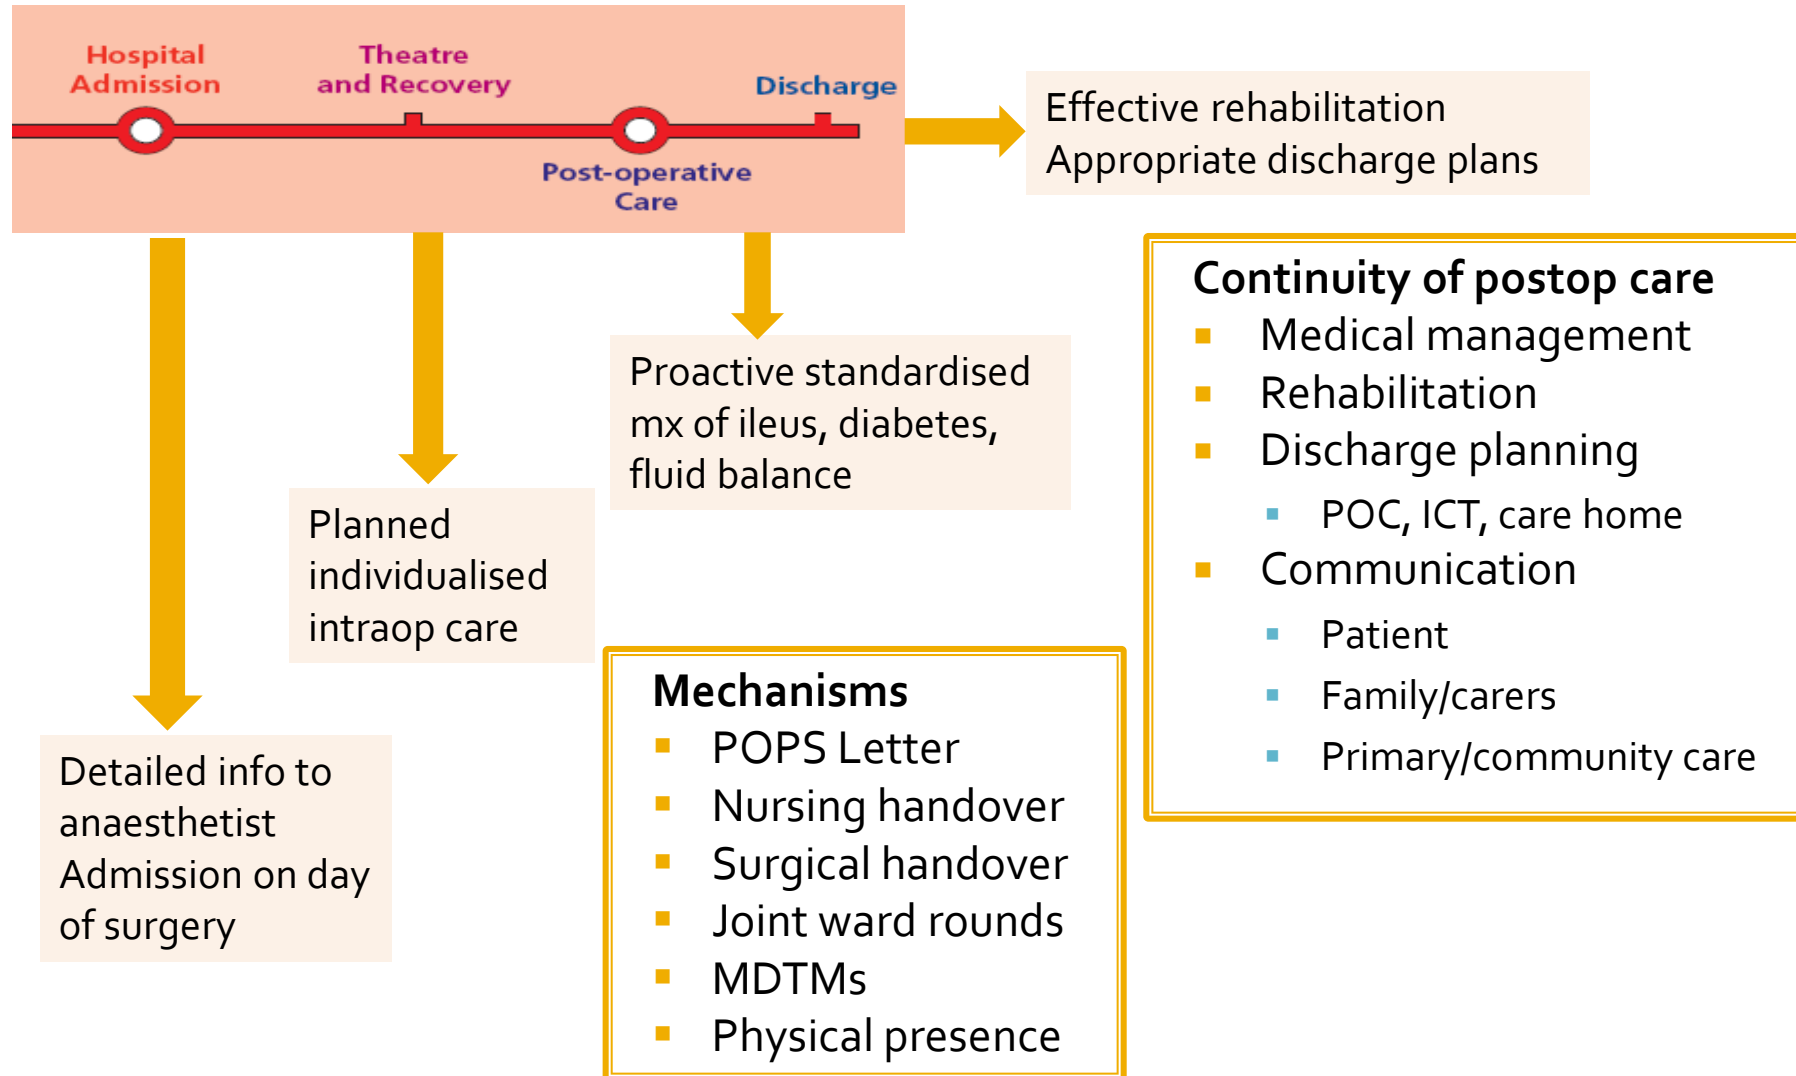 Hospital
Admission
Theatre
and Recovery
Discharge
Post-operative
Care
Effective rehabilitation
Appropriate discharge plans
Proactive standardised
mx of ileus, diabetes,
fluid balance
Planned
individualised
intraop care
Detailed info to
anaesthetist
Admission on day
of surgery
Mechanisms
POPS Letter
Nursing handover
Surgical handover
Joint ward rounds
MDTMs
Physical presence
Continuity of postop care
Medical management
Rehabilitation
Discharge planning
POC, ICT, care home
Communication
Patient
Family/carers
Primary/community care